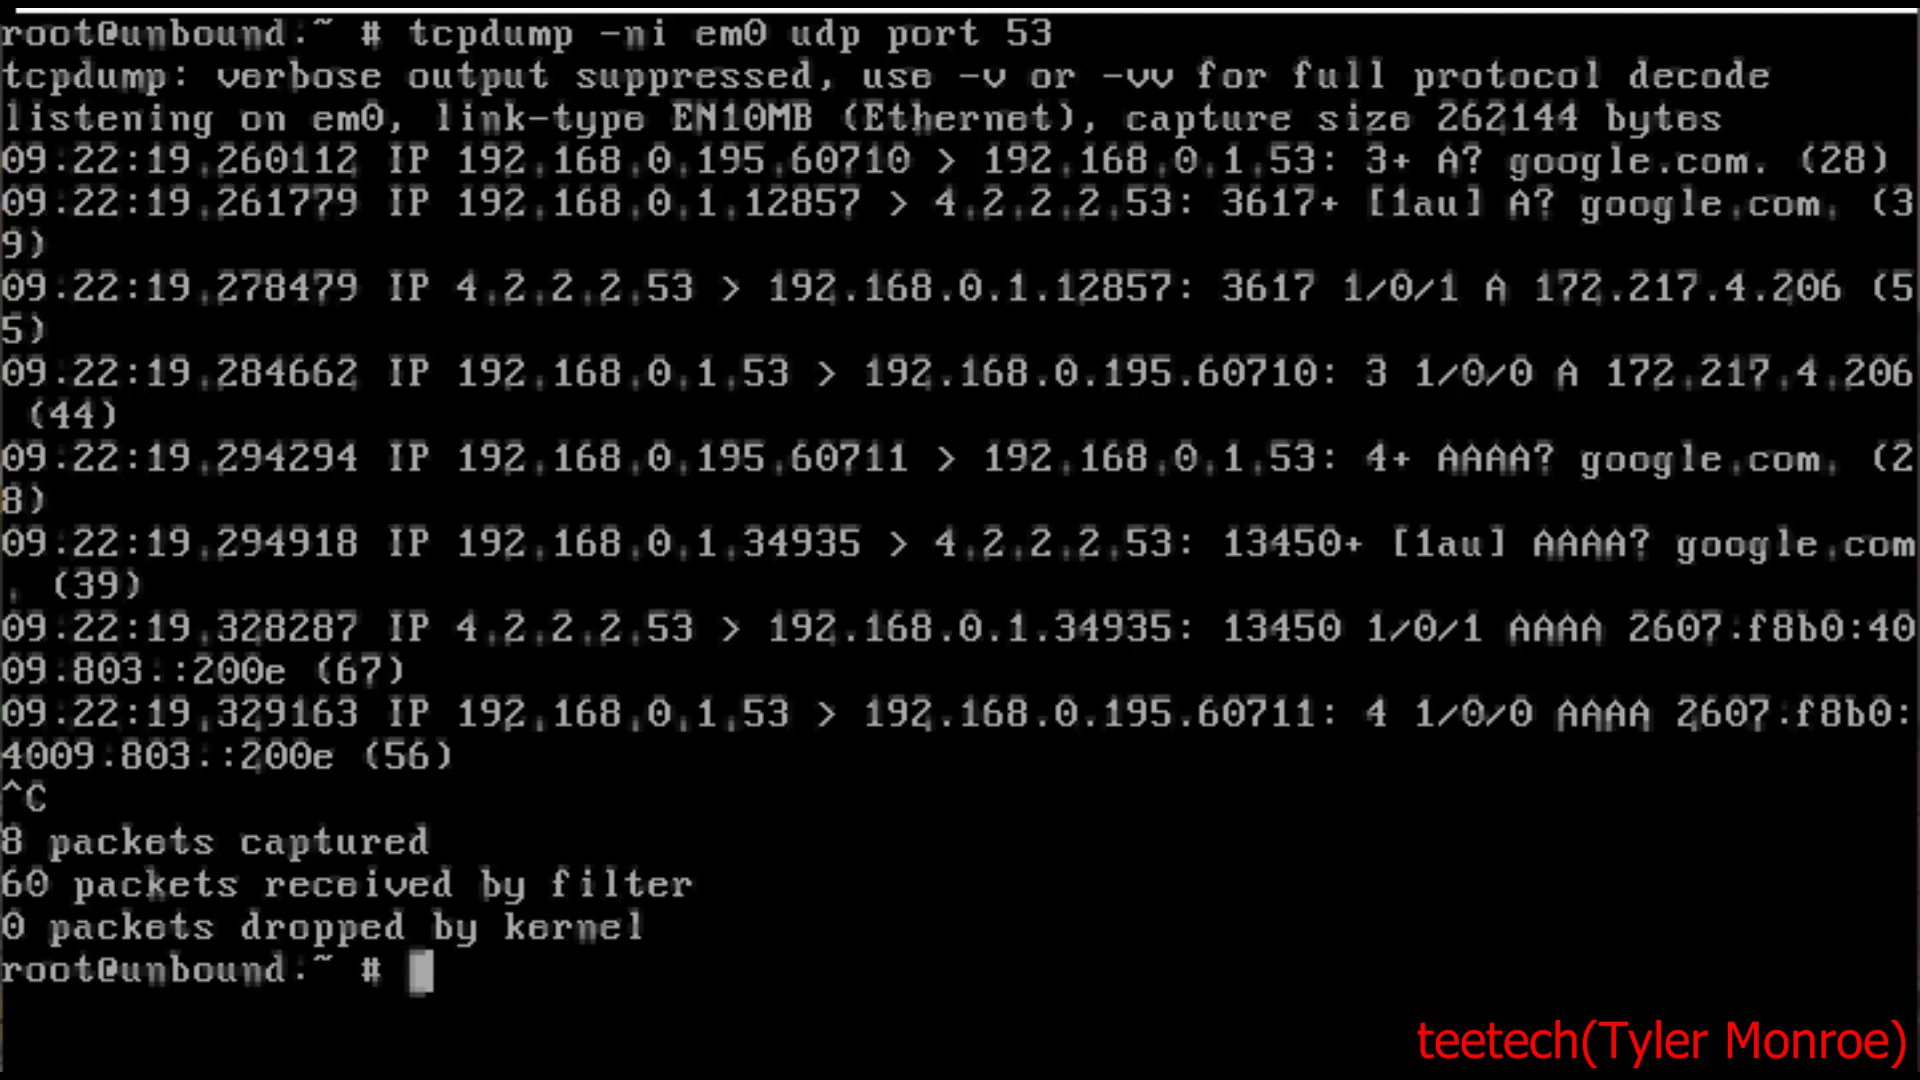 root@unbound:~ # tcpdump -ni em0 udp port 53
tcpdump: verbose output suppressed, use -v or -vv for full protocol decode
listening on em0, link-type EN10MB (Ethernet), capture size 262144 bytes
09:22:19.260112 IP 192.168.0.195.60710 > 192.168.0.1.53: 3+ A? google.com. (28)
09:22:19.261779 IP 192.168.0.1.12857 > 4.2.2.2.53: 3617+ [1au] A? google.com. (3
9)
09:22:19.278479 IP 4.2.2.2.53 > 192.168.0.1.12857: 3617 1/0/1 A 172.217.4.206 (5
5)
09:22:19.284662 IP 192.168.0.1.53 > 192.168.0.195.60710: 3 1/0/0 A 172.217.4.206
(44)
09:22:19.294294 IP 192.168.0.195.60711 > 192.168.0.1.53: 4+ AAAA? google.com. (2
8)
09:22:19.294918 IP 192.168.0.1.34935 > 4.2.2.2.53: 13450+ [1au] AAAA? google.com
. (39)
09:22:19.328287 IP 4.2.2.2.53 > 192.168.0.1.34935: 13450 1/0/1 AAAA 2607:f8b0:40
09:803::200e (67)
09:22:19.329163 IP 192.168.0.1.53 > 192.168.0.195.60711: 4 1/0/0 AAAA 2607:f8b0:
4009:803::200e (56)
^C
8 packets captured
60 packets received by filter
0 packets dropped by kernel
root@unbound:~ #
teetech(Tyler Monroe)